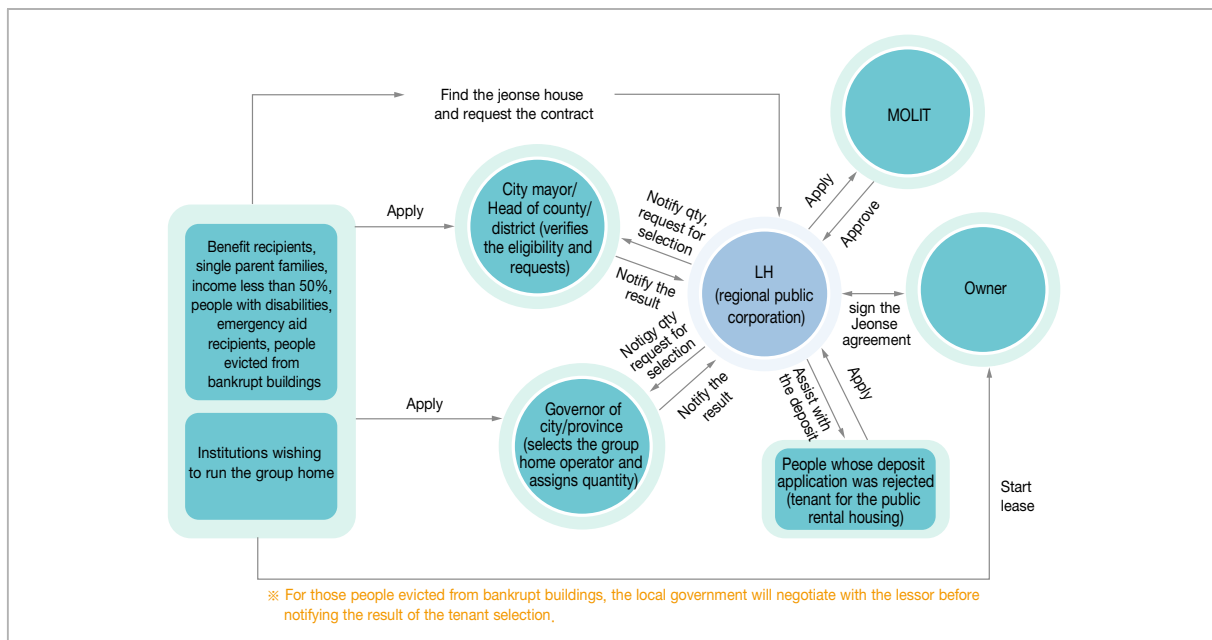 Find the jeonse house
and request the contract
MOLIT
Apply
City mayor/
Head of county/
district (verifies
the eligibility and
requests)
Notify qty,
request for
selection
Notify the
result
Apply
Approve
Benefit recipients,
single parent families,
income less than 50%,
people with disabilities,
emergency aid
recipients, people
evicted from
bankrupt buildings
LH
(regional public
corporation)
sign the
Jeonse
agreement
Owner
Notigy qty
request for
selection
Notify the
result
Assist with
the deposit
Apply
Apply
Institutions wishing
to run the group home
Governor of
city/province
(selects the group
home operator and
assigns quantity)
People whose deposit
application was rejected
(tenant for the public
rental housing)
Start
lease
※ For those people evicted from bankrupt buildings, the local government will negotiate with the lessor before
notifying the result of the tenant selection.